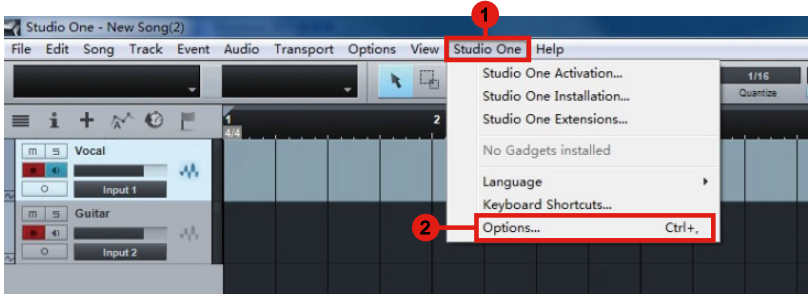 1
Studio One - New Song(2)
File Edit Song Track Event Audio Transport Options View Studio One Help
Studio One Activation...
1/16
Studio One Installation...
Quantize
Studio One Extensions...
1 2
4/4
No Gadgets installed
m s Vocal
Input 1
Language
Keyboard Shortcuts...
m s Guitar
2 Options... Ctrl+,
Input 2